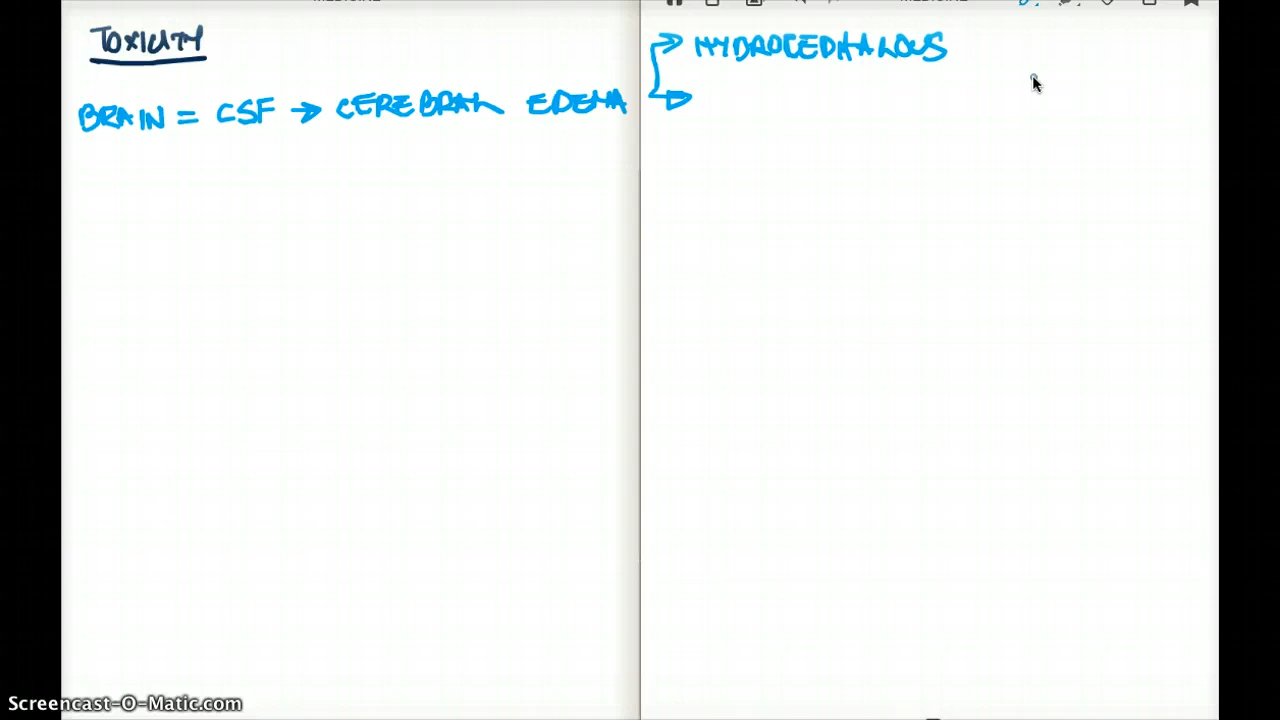 TOXICITY
BRAIN = CSF → CEREBRAL EDEMA
HYDROCEPHALOUS
Screencast-O-Matic.com